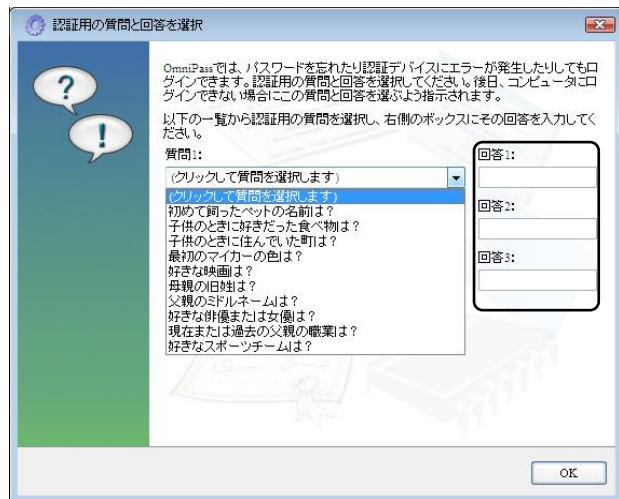 認証用の質問と回答を選択
OmniPassでは、パスワードを忘れたり認証デバイスにエラーが発生したりしてもロ
グインできます。認証用の質問と回答を選択してください。後日、コンピュータにロ
グインできない場合にこの質問と回答を選ぶよう指示されます。
以下の一覧から認証用の質問を選択し、右側のボックスにその回答を入力してく
ださい。
質問1:
(クリックして質問を選択します)
(クリックして質問を選択します)
初めて飼ったペットの名前は？
子供のときに好きだった食べ物は？
子供のときに住んでいた町は？
最初のマイカーの色は？
好きな映画は？
母親の旧姓は？
父親のミドルネームは？
好きな俳優または女優は？
現在または過去の父親の職業は？
好きなスポーツチームは？
回答1:
回答2:
回答3:
OK